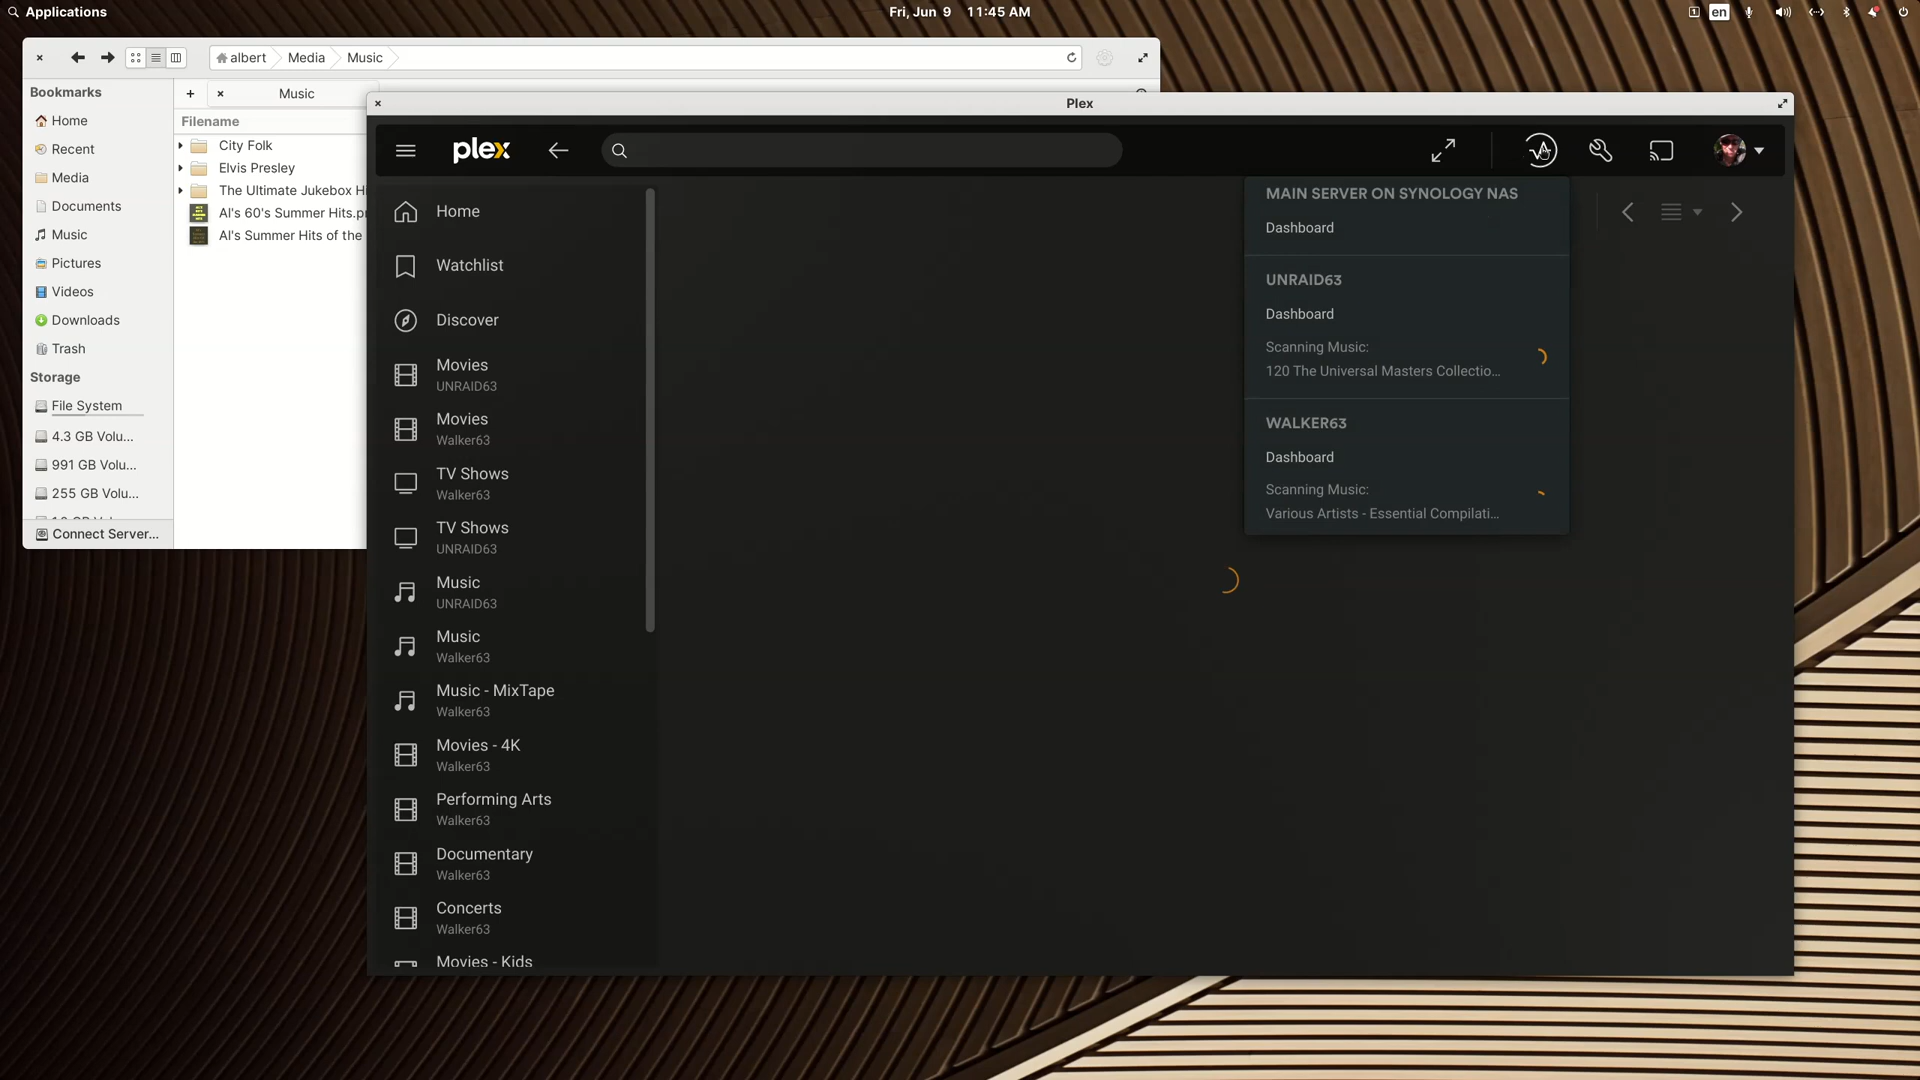 Applications
Fri, Jun 9 11:45 AM
en
albert Media Music
Bookmarks
Home
Recent
Media
Documents
Music
Pictures
Videos
Downloads
Trash
Storage
File System
4.3 GB Volu...
991 GB Volu...
255 GB Volu...
Connect Server...
Music
Filename
City Folk
Elvis Presley
The Ultimate Jukebox Hi
Al's 60's Summer Hits.pr
Al's Summer Hits of the
Plex
plex
Home
Watchlist
Discover
Movies
UNRAID63
Movies
Walker63
TV Shows
Walker63
TV Shows
UNRAID63
Music
UNRAID63
Music
Walker63
Music - MixTape
Walker63
Movies - 4K
Walker63
Performing Arts
Walker63
Documentary
Walker63
Concerts
Walker63
Movies - Kids
MAIN SERVER ON SYNOLOGY NAS
Dashboard
UNRAID63
Dashboard
Scanning Music:
120 The Universal Masters Collectio...
WALKER63
Dashboard
Scanning Music:
Various Artists - Essential Compilati...